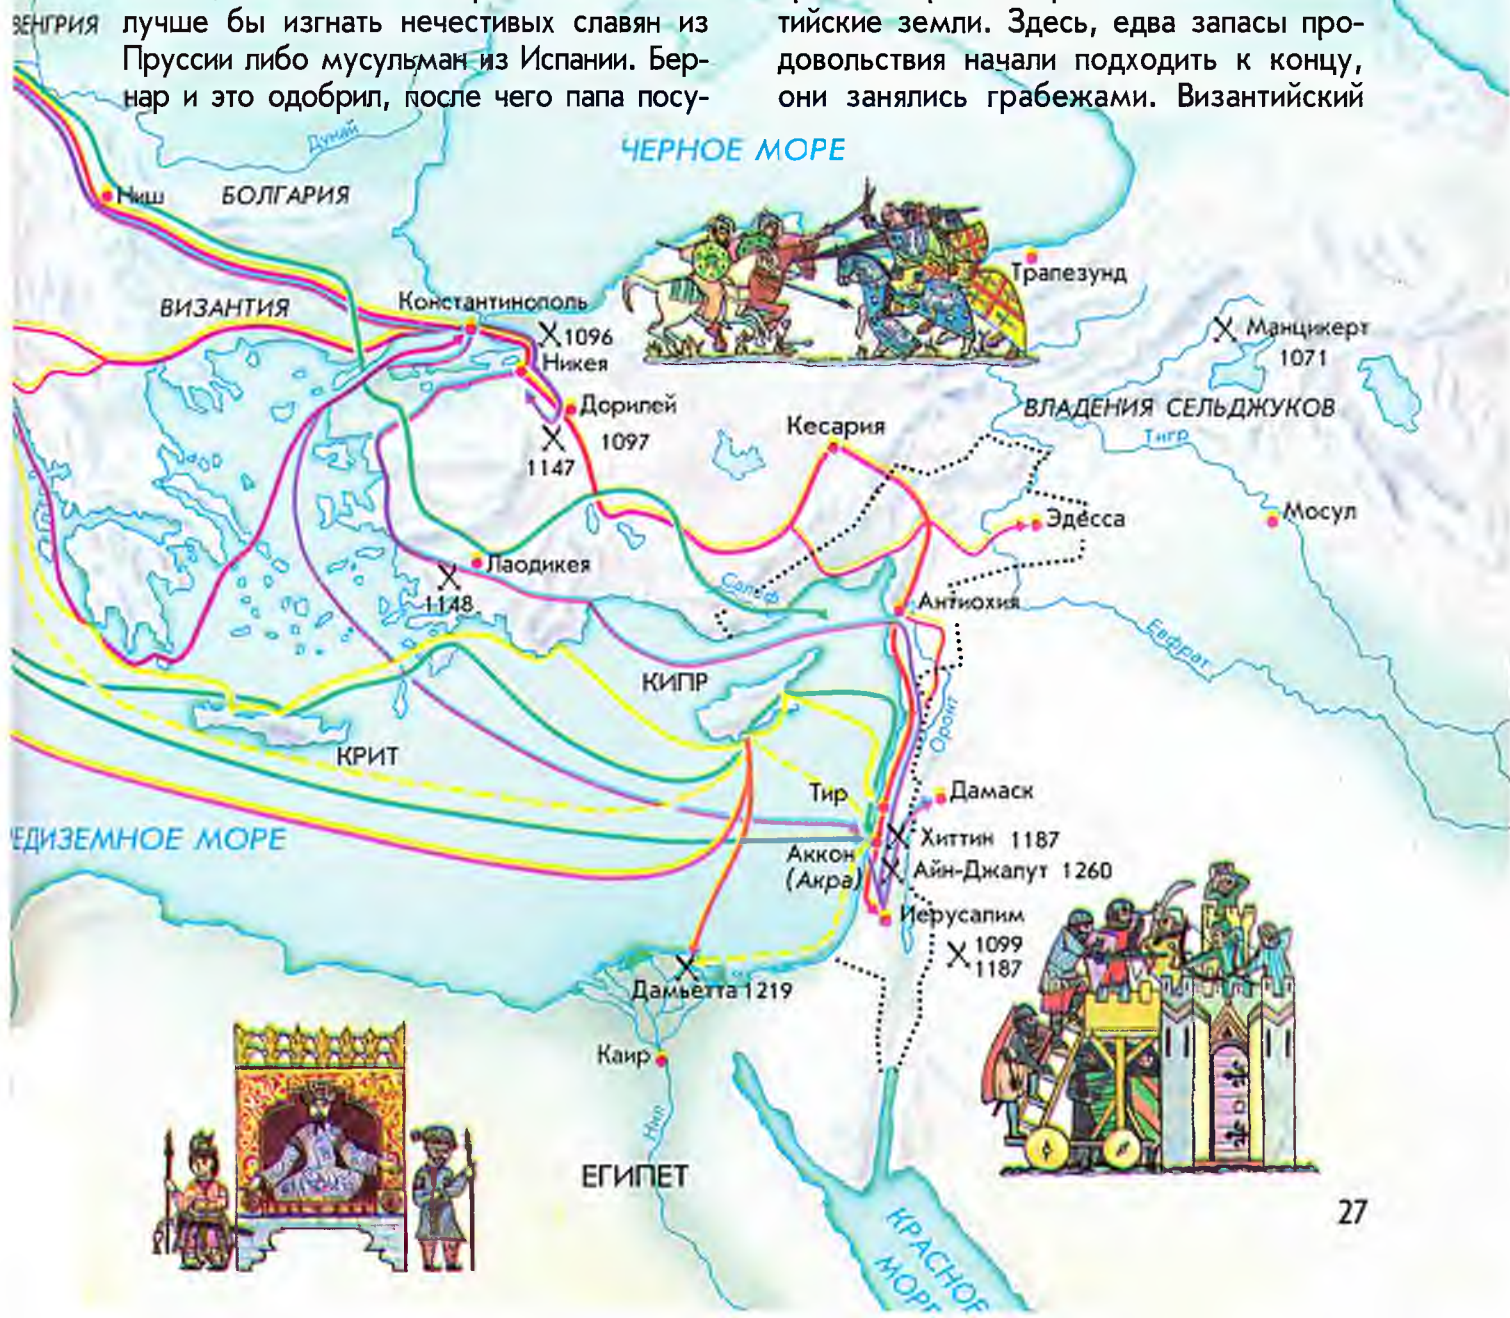 лучше бы изгнать нечестивых славян из
Пруссии либо мусульман из Испании. Бер-
нар и это одобрил, после чего папа посу-
тийские земли. Здесь, едва запасы про-
довольствия начали подходить к концу,
они занялись грабежами. Византийский
ВЕНГРИЯ
Дунай
ЧЕРНОЕ МОРЕ
Ниш
БОЛГАРИЯ
ВИЗАНТИЯ
Константинополь
1096
Никея
Трапезунд
Манцикерт
1071
ВЛАДЕНИЯ СЕЛЬДЖУКОВ
Тигр
Дорилей
1097
1147
Кесария
Эдесса
Мосул
Лаодикея
1148
Салеф
Антиохия
Евфрат
КИПР
Оронт
КРИТ
Тир
Дамаск
ЕДИЗЕМНОЕ МОРЕ
Хиттин 1187
Аккон
(Акра)
Айн-Джалут 1260
Иерусалим
1099
1187
Дамьетта 1219
Каир
Нил
ЕГИПЕТ
КРАСНОЕ
МОРЕ
27